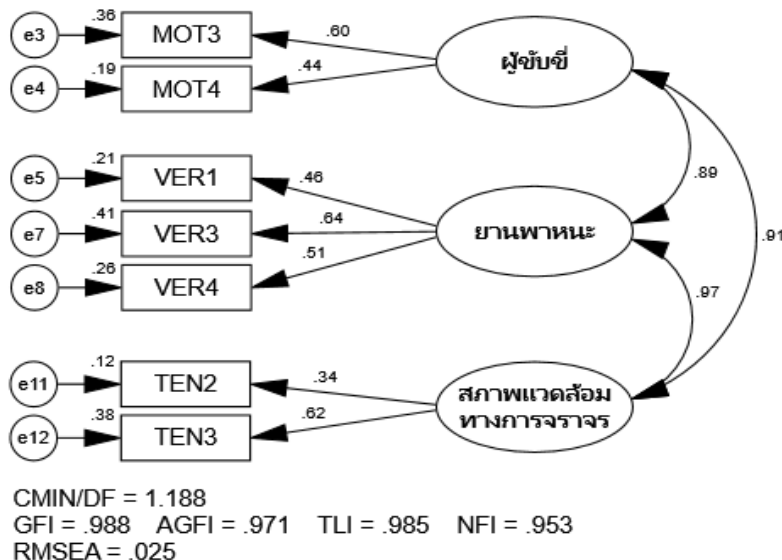 .36
e3
MOT3
.60
ผู้ขับขี่
.19
e4
MOT4
.44
.89
.21
e5
VER1
.46
.41
e7
VER3
.64
ยานพาหนะ
.91
.26
e8
VER4
.51
.97
.12
e11
TEN2
.34
สภาพแวดล้อม
ทางการจราจร
.38
e12
TEN3
.62
CMIN/DF = 1.188
GFI = .988 AGFI = .971 TLI = .985 NFI = .953
RMSEA = .025